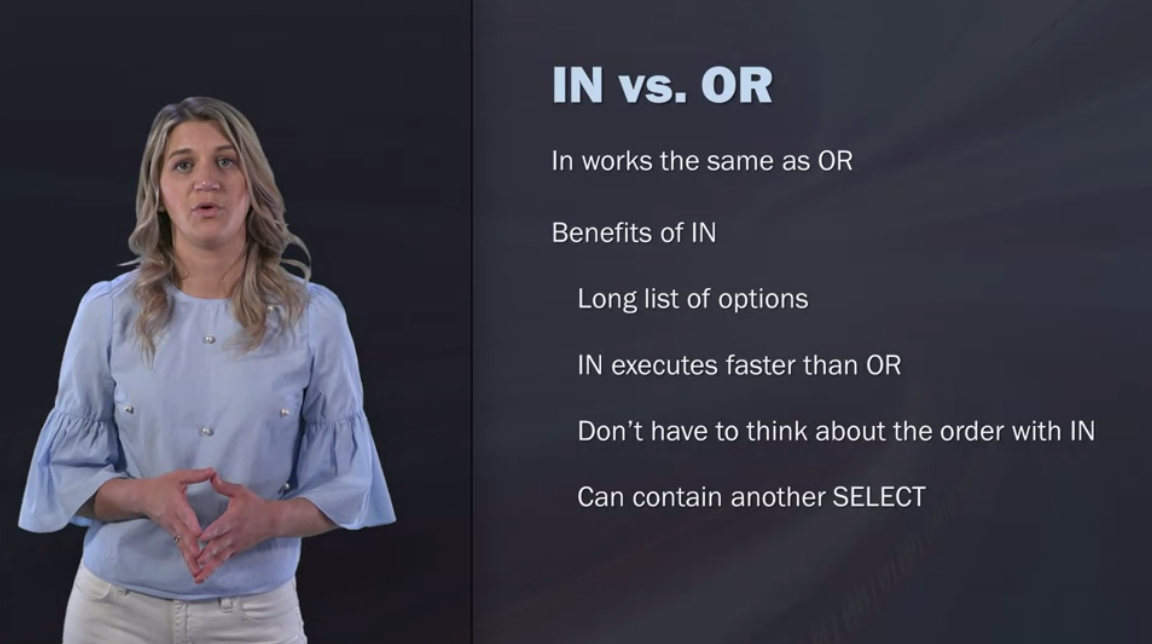 IN vs. OR
In works the same as OR
Benefits of IN
Long list of options
IN executes faster than OR
Don’t have to think about the order with IN
Can contain another SELECT